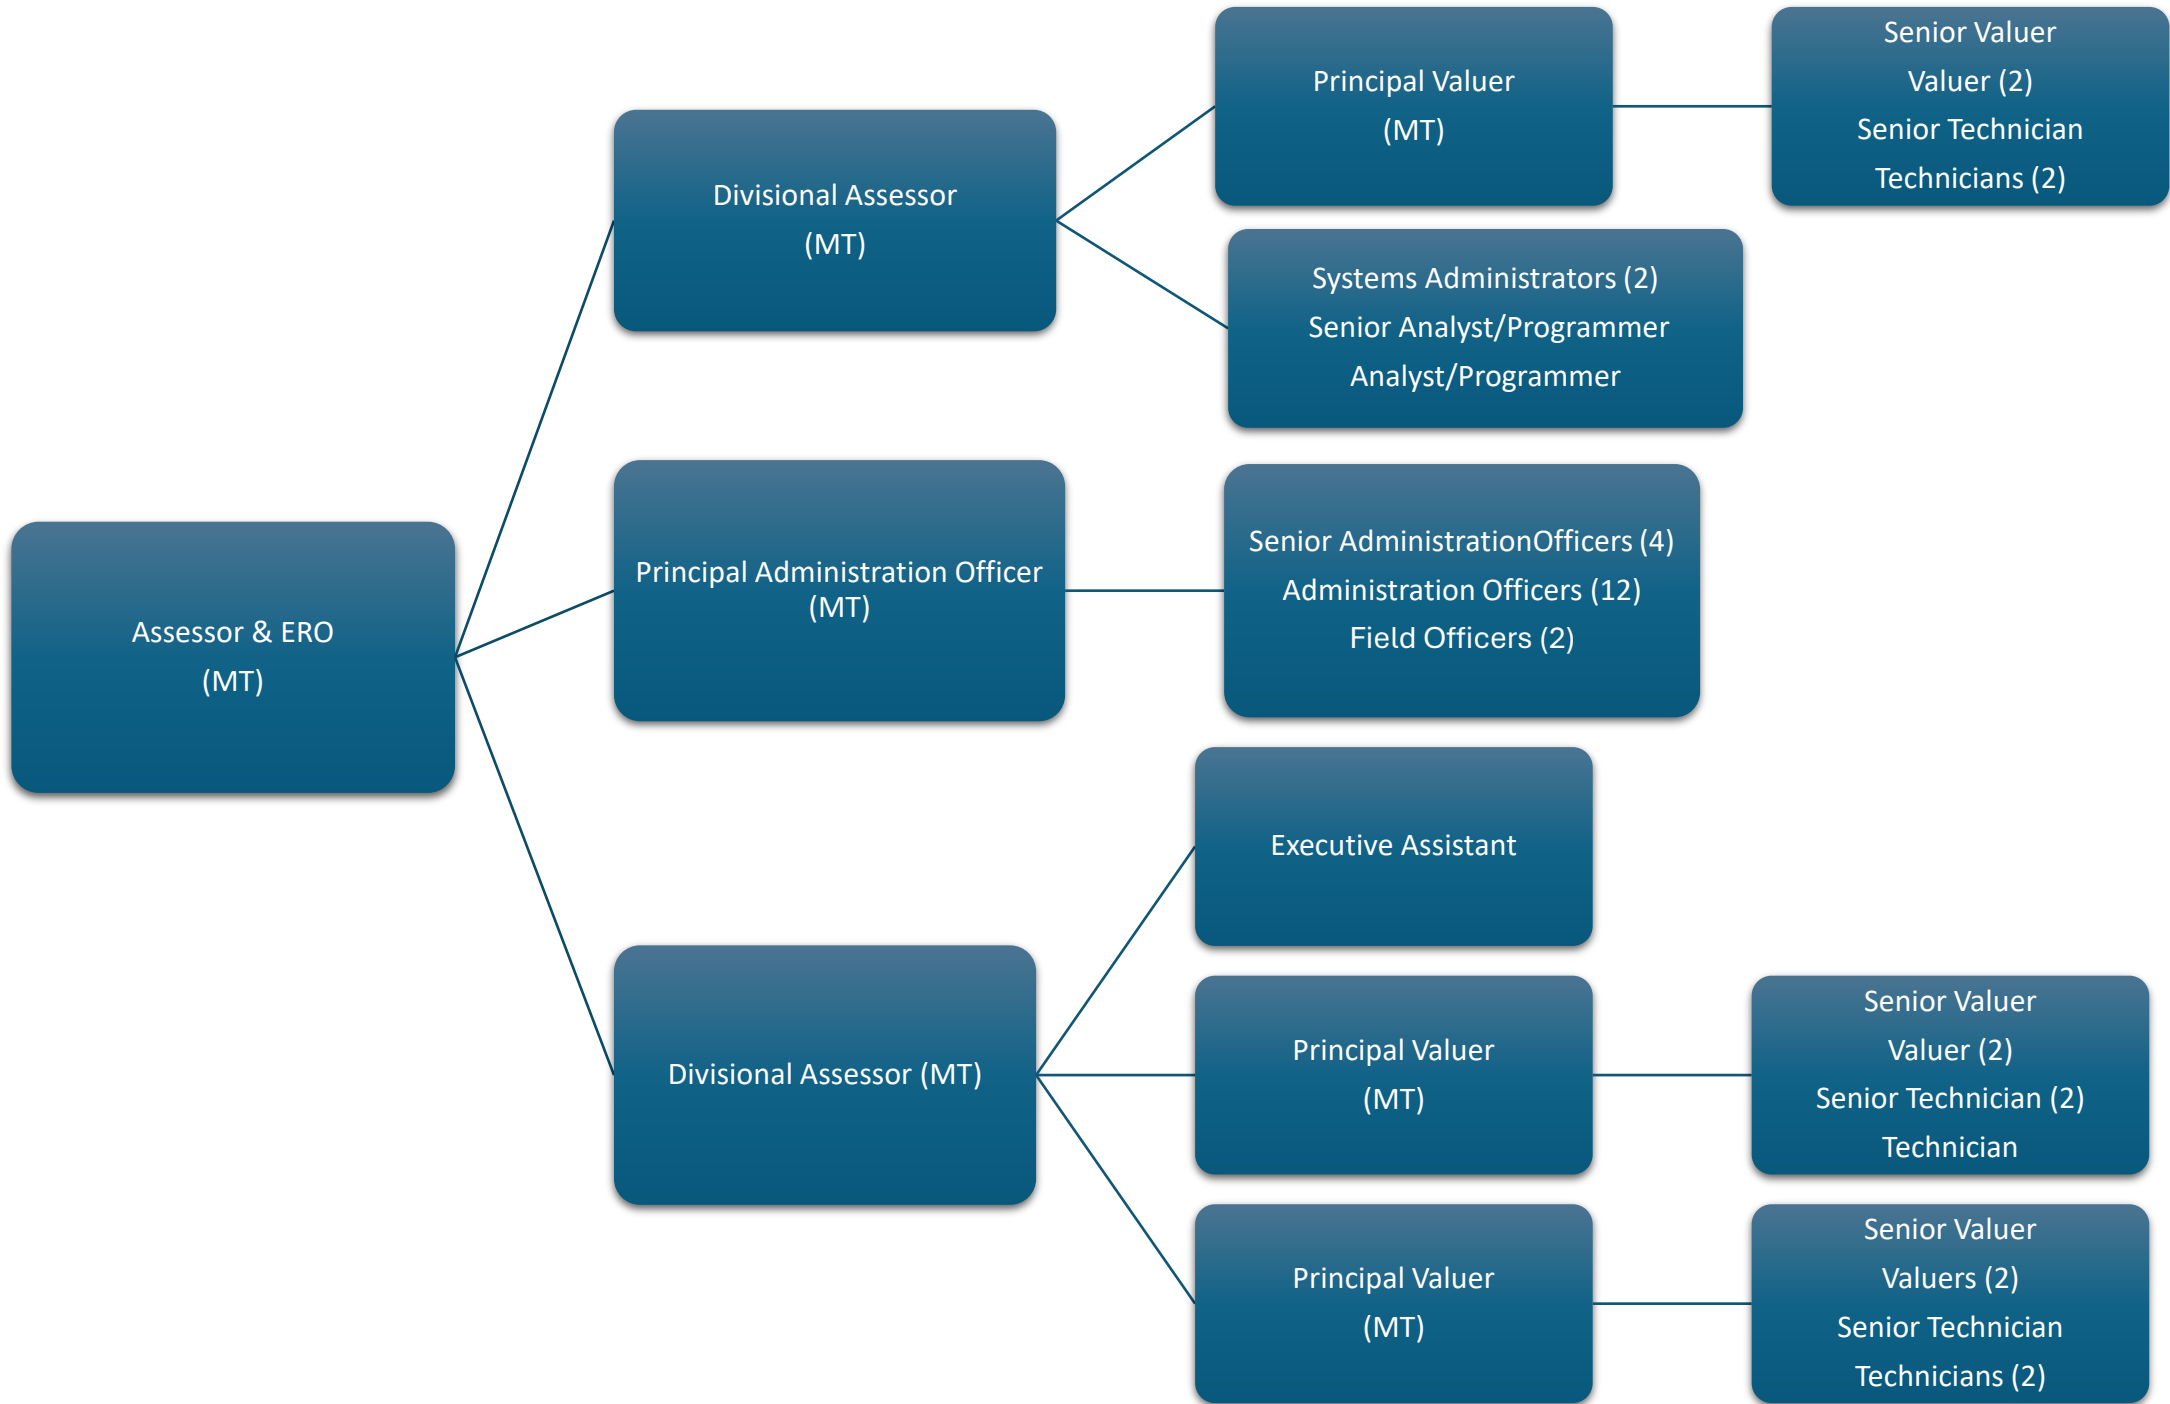 Assessor & ERO
(MT)
Divisional Assessor
(MT)
Principal Valuer
(MT)
Senior Valuer
Valuer (2)
Senior Technician
Technicians (2)
Systems Administrators (2)
Senior Analyst/Programmer
Analyst/Programmer
Principal Administration Officer
(MT)
Senior AdministrationOfficers (4)
Administration Officers (12)
Field Officers (2)
Divisional Assessor (MT)
Executive Assistant
Principal Valuer
(MT)
Senior Valuer
Valuer (2)
Senior Technician (2)
Technician
Principal Valuer
(MT)
Senior Valuer
Valuers (2)
Senior Technician
Technicians (2)